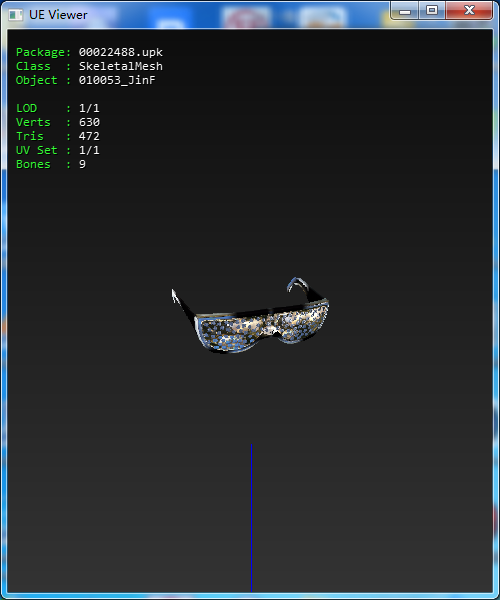 UE Viewer
Package: 00022488.upk
Class  : SkeletalMesh
Object : 010053_JinF
LOD    : 1/1
Verts  : 630
Tris   : 472
UV Set : 1/1
Bones  : 9